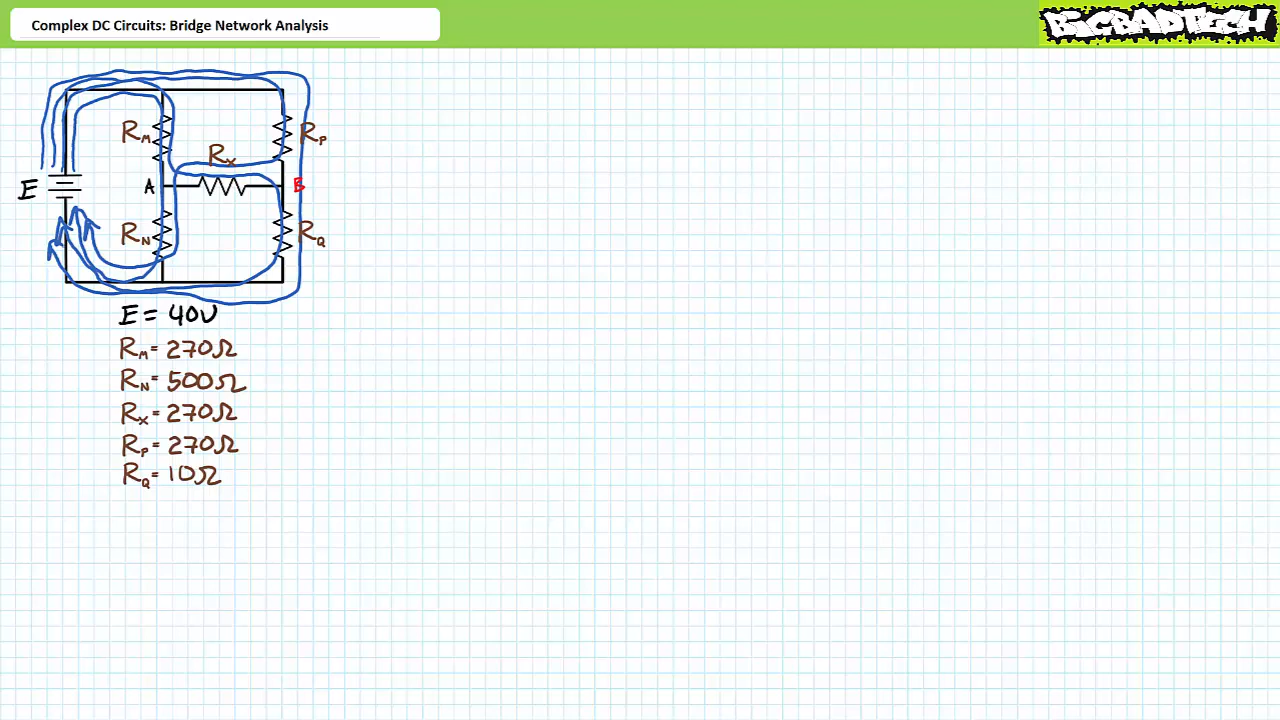 Complex DC Circuits: Bridge Network Analysis
BIGBADTECH
R_M
R_P
R_X
E
A
B
R_N
R_Q
E = 40V
R_M = 270Ω
R_N = 500Ω
R_X = 270Ω
R_P = 270Ω
R_Q = 10Ω